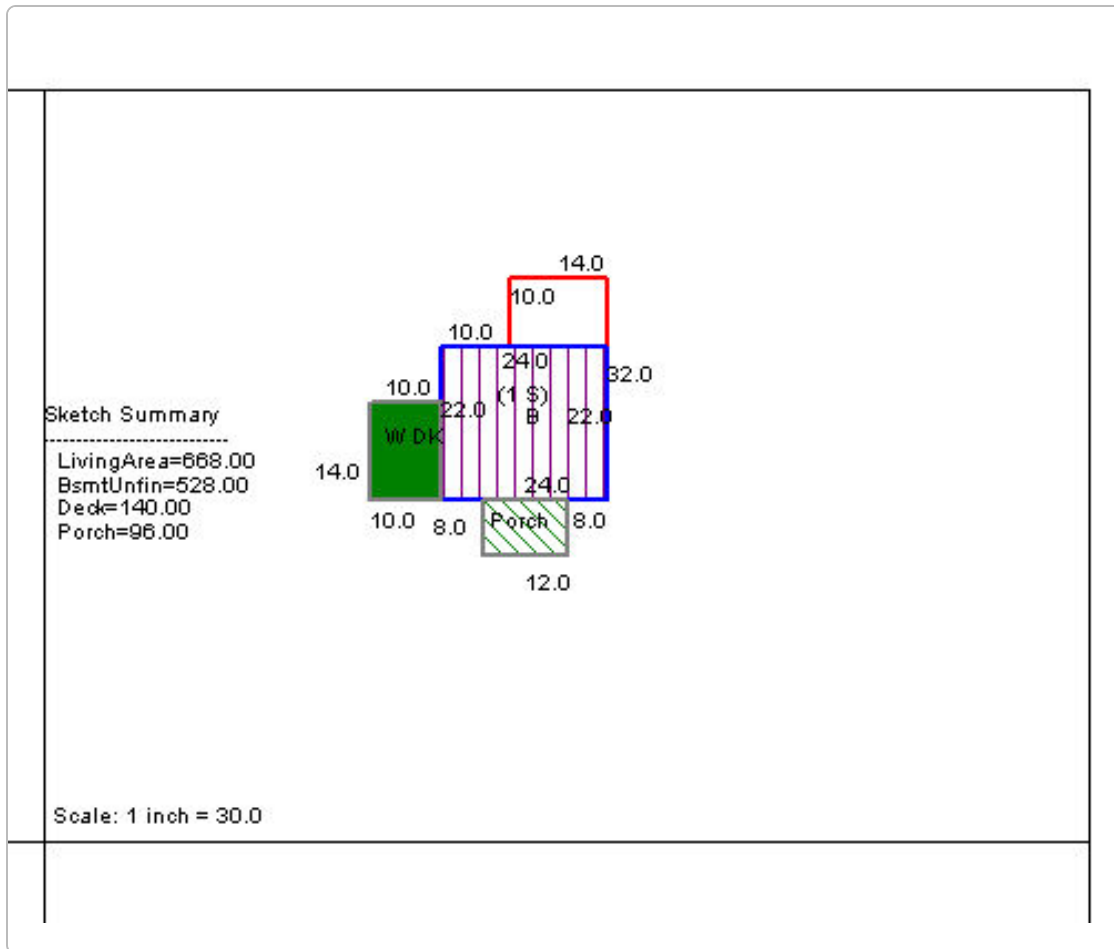 14.0
10.0
10.0
24.0
32.0
10.0
(1 S)
Sketch Summary
22.0
B
22.0
---------------------------
W DK
LivingArea=668.00
14.0
BsmtUnfin=528.00
24.0
Deck=140.00
10.0
8.0
Porch
8.0
Porch=96.00
12.0
Scale: 1 inch = 30.0